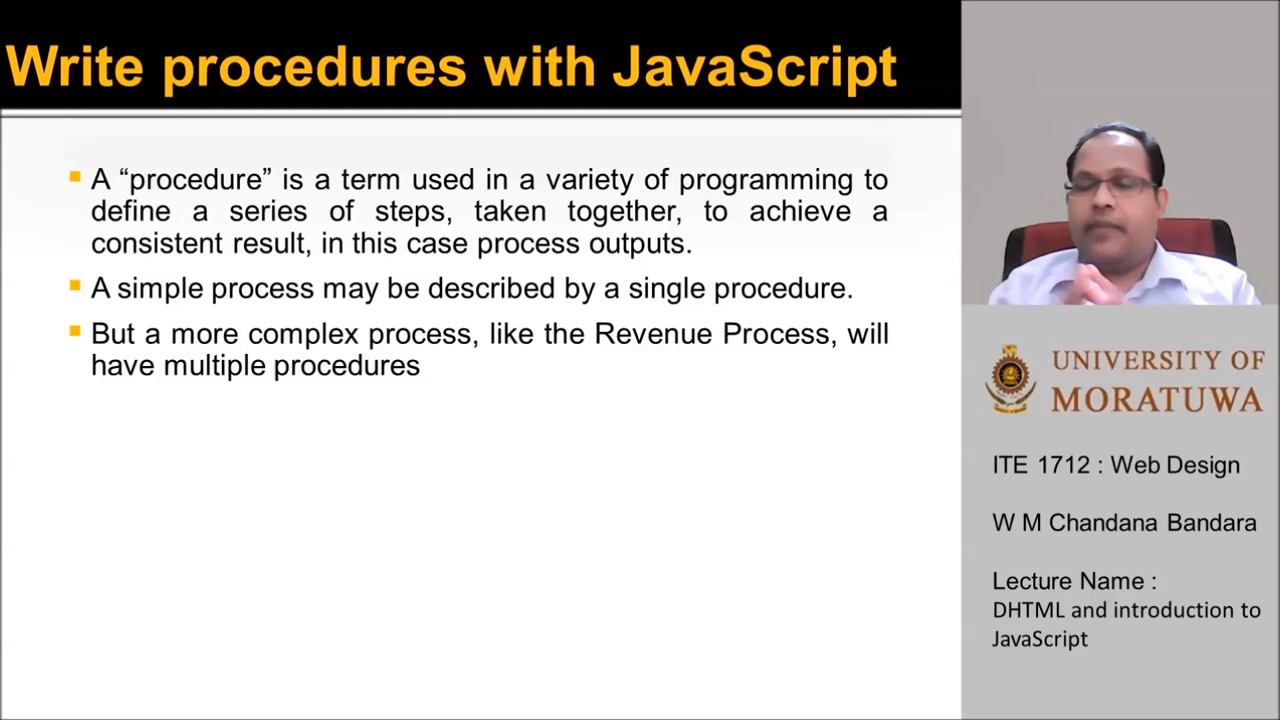 Write procedures with JavaScript
A “procedure” is a term used in a variety of programming to
define a series of steps, taken together, to achieve a
consistent result, in this case process outputs.
A simple process may be described by a single procedure.
But a more complex process, like the Revenue Process, will
have multiple procedures
UNIVERSITY OF
MORATUWA
ITE 1712 : Web Design
W M Chandana Bandara
Lecture Name :
DHTML and introduction to
JavaScript